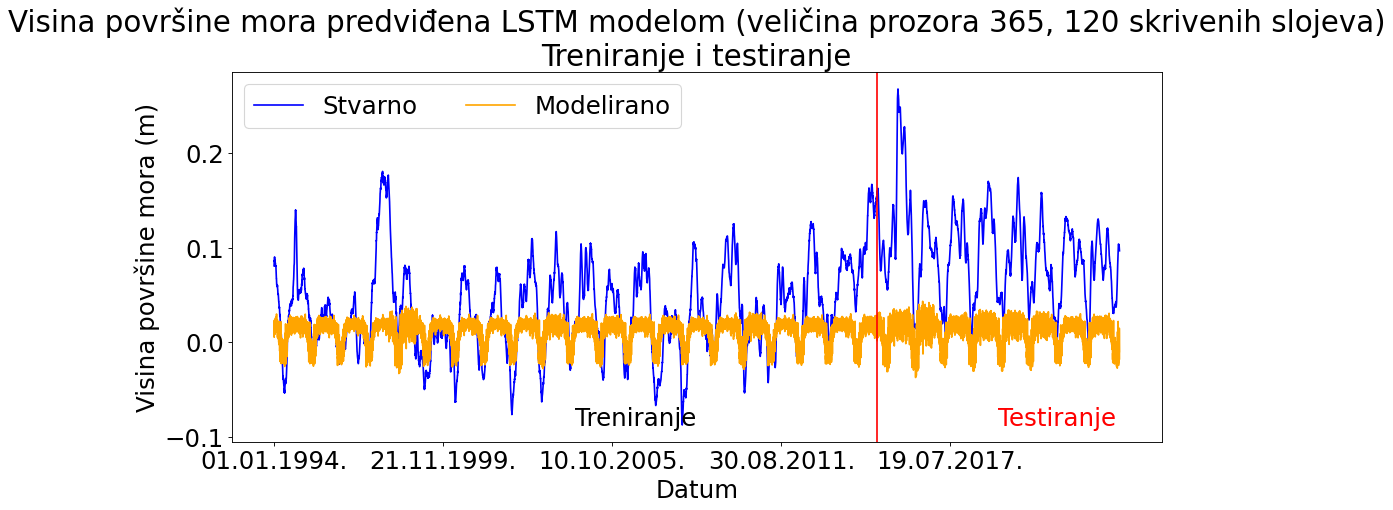 Visina površine mora predviđena LSTM modelom (veličina prozora 365, 120 skrivenih slojeva)
Treniranje i testiranje
Stvarno Modelirano
Visina površine mora (m)
0.2
0.1
0.0
−0.1
Treniranje Testiranje
01.01.1994. 21.11.1999. 10.10.2005. 30.08.2011. 19.07.2017.
Datum